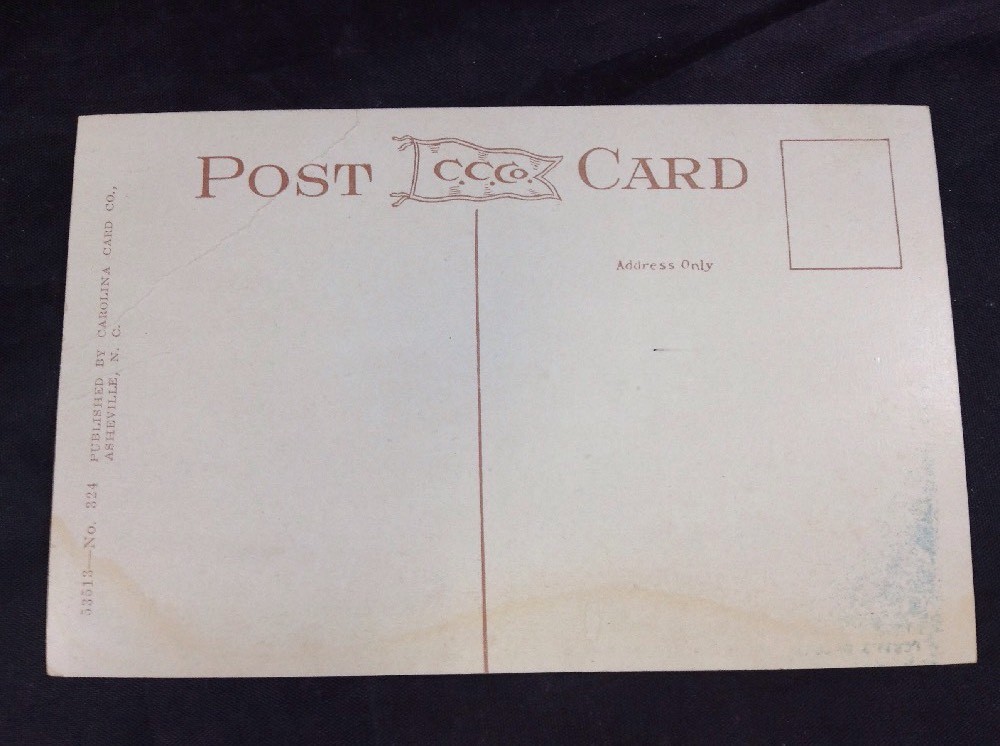 POST C.C.Co. CARD
Address Only
53513—No. 324 PUBLISHED BY CAROLINA CARD CO.,
ASHEVILLE, N. C.